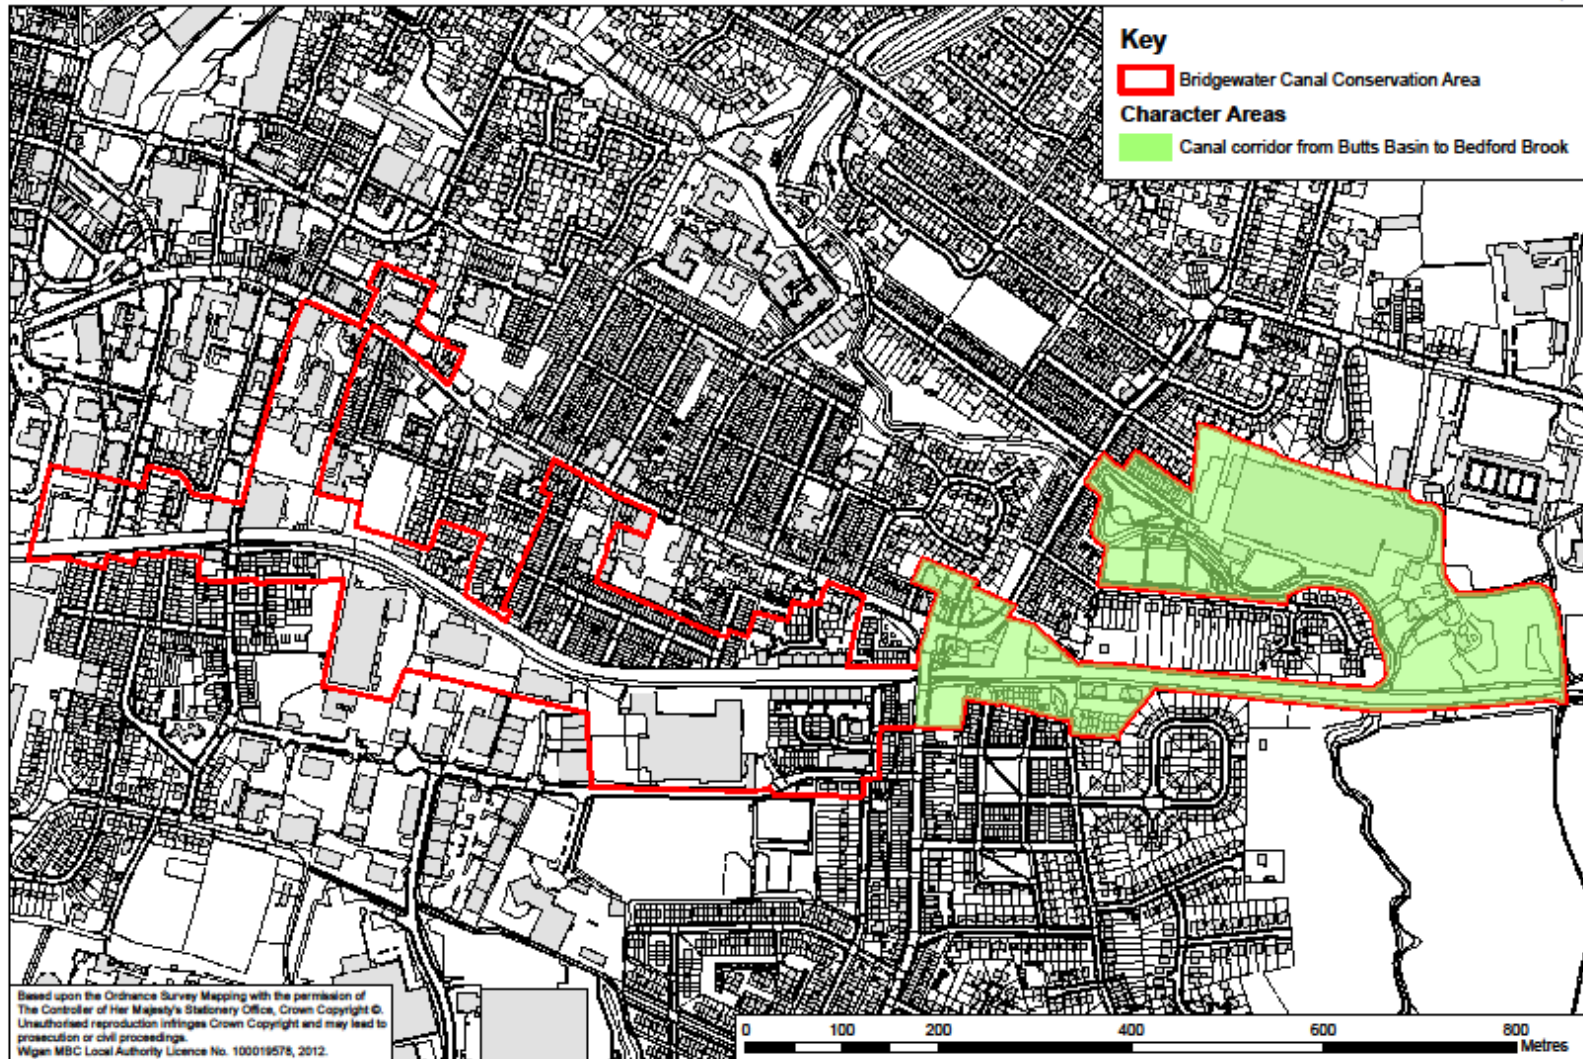 Key
Bridgewater Canal Conservation Area
Character Areas
Canal corridor from Butts Basin to Bedford Brook
Based upon the Ordnance Survey Mapping with the permission of
The Controller of Her Majesty's Stationery Office, Crown Copyright ©.
Unauthorised reproduction infringes Crown Copyright and may lead to
prosecution or civil proceedings.
Wigan MBC Local Authority Licence No. 100019578, 2012.
0 100 200 400 600 800
Metres